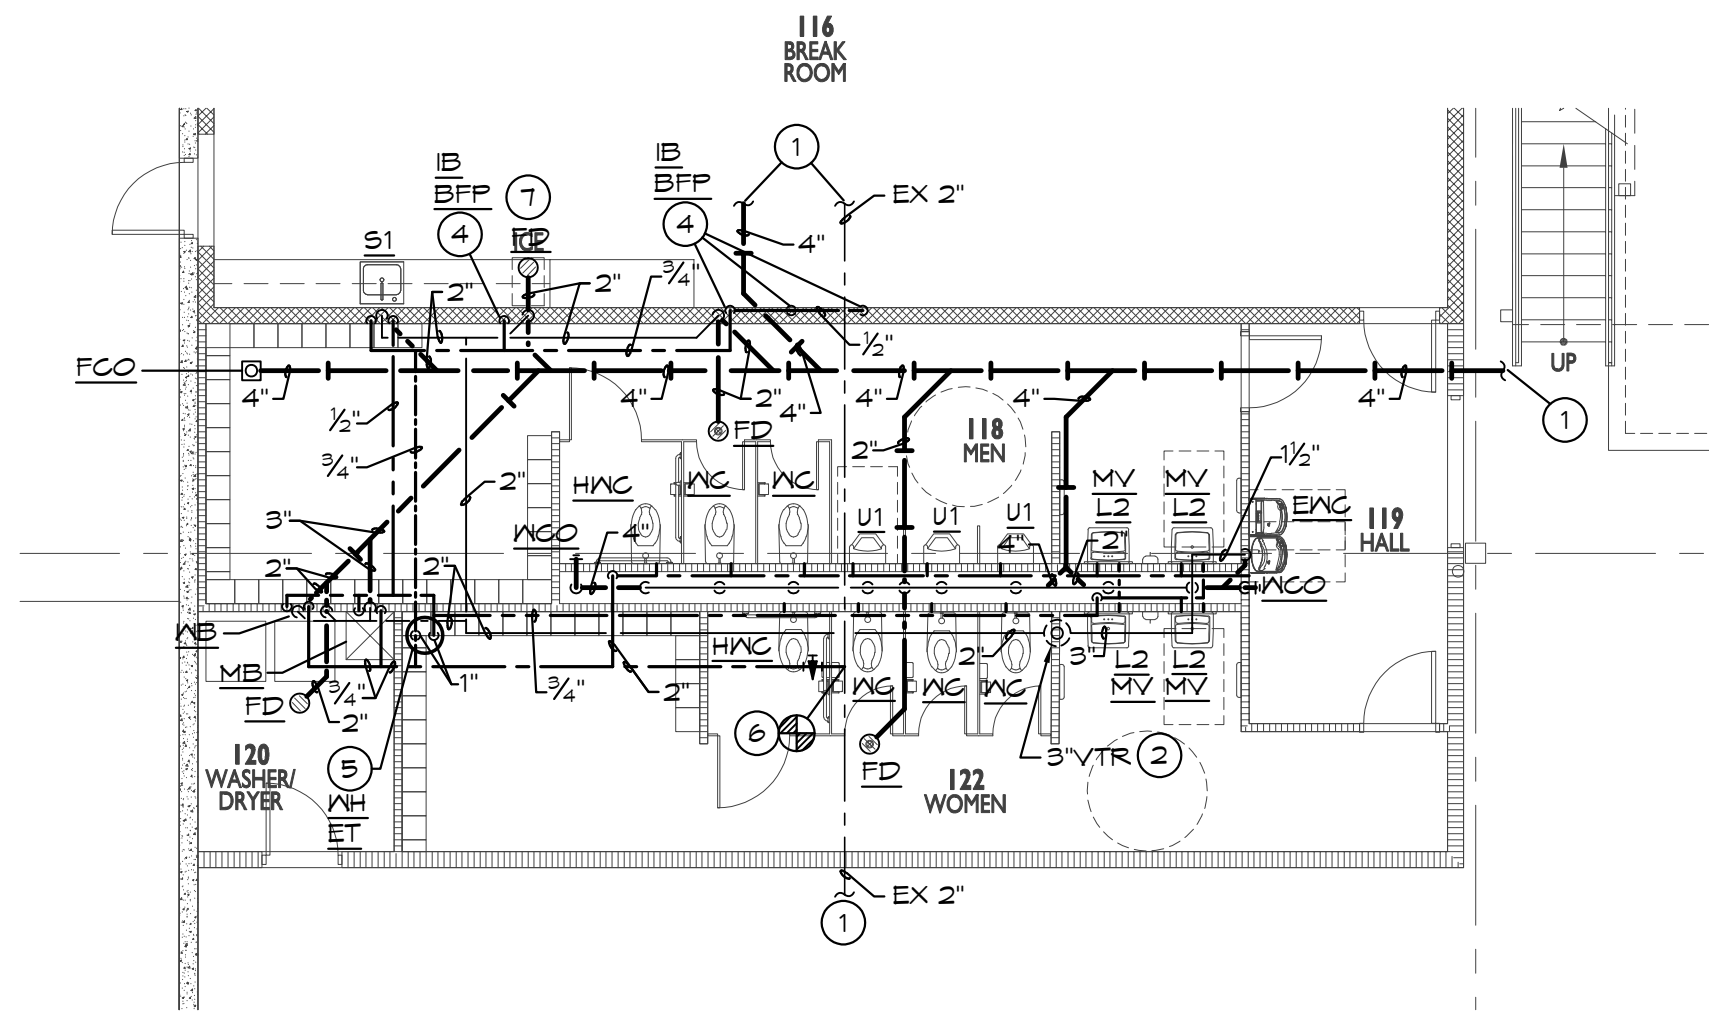 116
BREAK
ROOM
1
IB
BFP
7
IB
BFP
EX 2"
4
FD
ICE
4
S1
4"
2"
2"
3/4"
1/2"
FCO
4"
4"
4"
4"
4"
4"
2"
1
1/2"
FD
2"
118
MEN
3/4"
1 1/2"
2"
HWC
WC
WC
MV
L2
MV
L2
EWC
3"
U1
U1
U1
119
HALL
WCO
4"
4"
2"
2"
2"
WCO
WB
HWC
2"
3"
MB
WC
WC
WC
L2
MV
L2
MV
3/4"
1"
3/4"
2"
FD
2"
6
3"VTR
2
120
WASHER/
DRYER
5
FD
122
WOMEN
WH
ET
EX 2"
1
UP